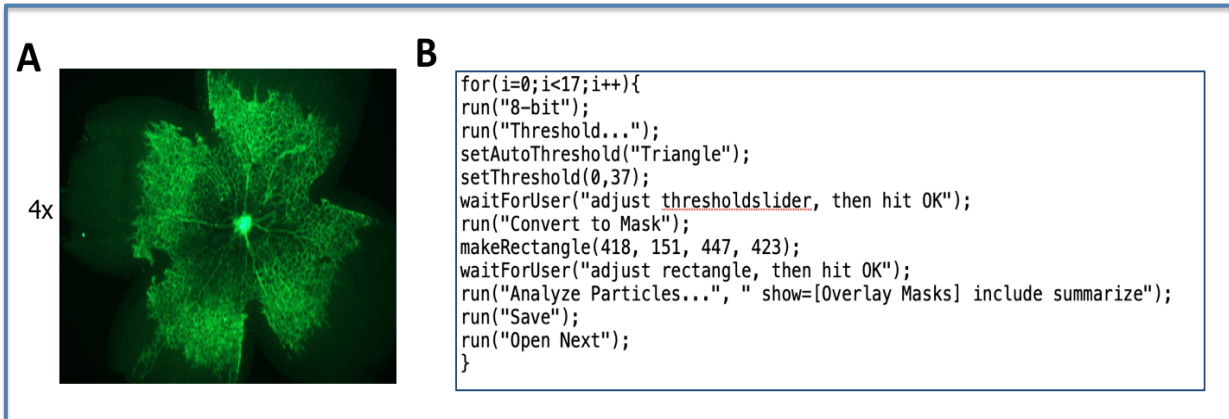 A
B
4x
for(i=0;i<17;i++){
run("8-bit");
run("Threshold...");
setAutoThreshold("Triangle");
setThreshold(0,37);
waitForUser("adjust thresholdslider, then hit OK");
run("Convert to Mask");
makeRectangle(418, 151, 447, 423);
waitForUser("adjust rectangle, then hit OK");
run("Analyze Particles...", " show=[Overlay Masks] include summarize");
run("Save");
run("Open Next");
}